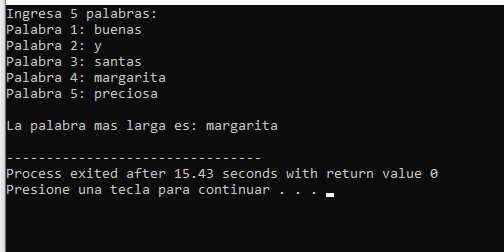 Ingresa 5 palabras:
Palabra 1: buenas
Palabra 2: y
Palabra 3: santas
Palabra 4: margarita
Palabra 5: preciosa
La palabra mas larga es: margarita
--------------------------------
Process exited after 15.43 seconds with return value 0
Presione una tecla para continuar . . .